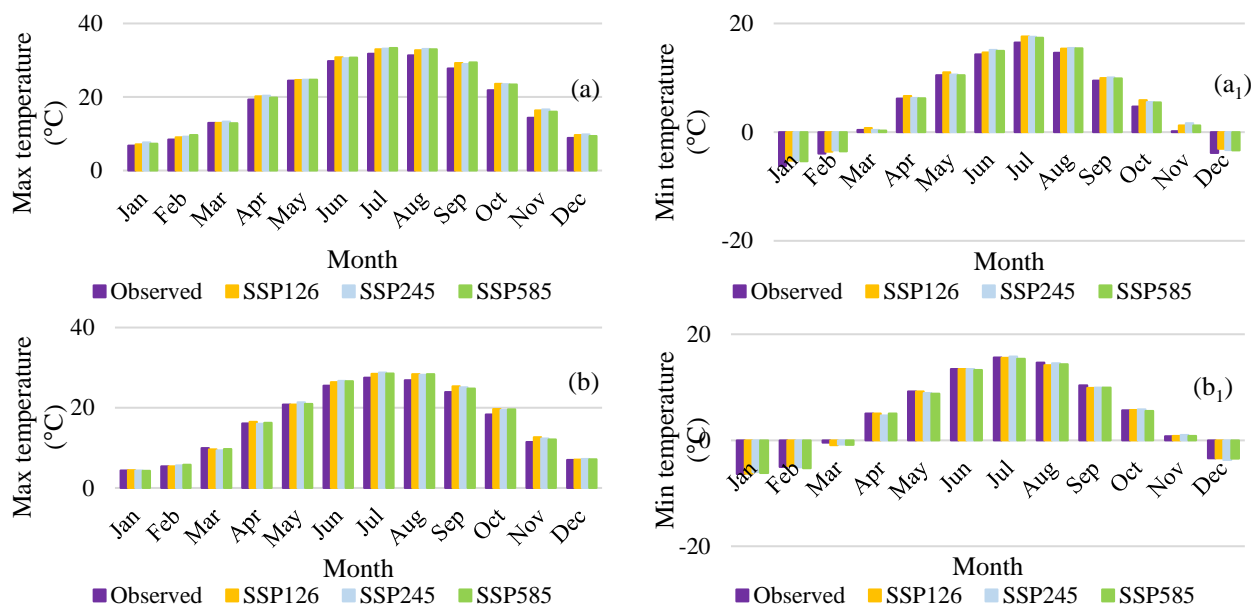 40
20
0
Max temperature
(°C)
(a)
Jan Feb Mar Apr May Jun Jul Aug Sep Oct Nov Dec
Month
Observed SSP126 SSP245 SSP585
20
0
-20
Min temperature
(°C)
(a₁)
Jan Feb Mar Apr May Jun Jul Aug Sep Oct Nov Dec
Month
Observed SSP126 SSP245 SSP585
40
20
0
Max temperature
(°C)
(b)
Jan Feb Mar Apr May Jun Jul Aug Sep Oct Nov Dec
Month
Observed SSP126 SSP245 SSP585
20
0
-20
Min temperature
(°C)
(b₁)
Jan Feb Mar Apr May Jun Jul Aug Sep Oct Nov Dec
Month
Observed SSP126 SSP245 SSP585